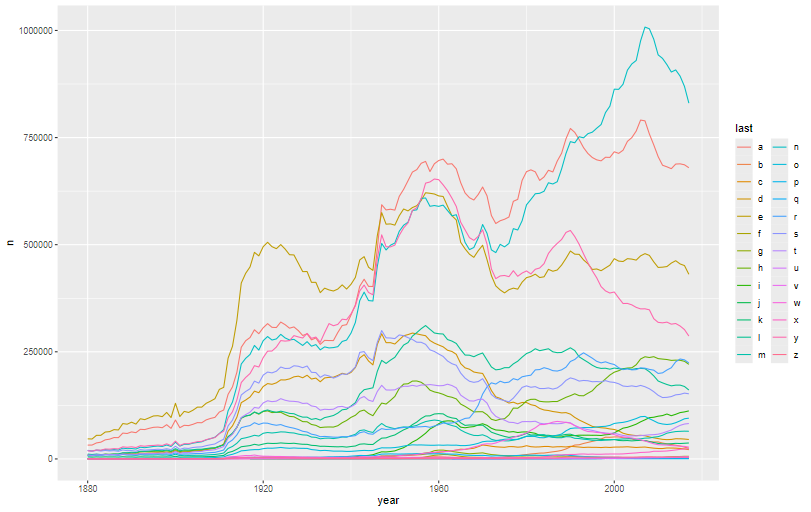 1000000
750000
500000
250000
0
n
1880
1920
1960
2000
year
last
a
b
c
d
e
f
g
h
i
j
k
l
m
n
o
p
q
r
s
t
u
v
w
x
y
z